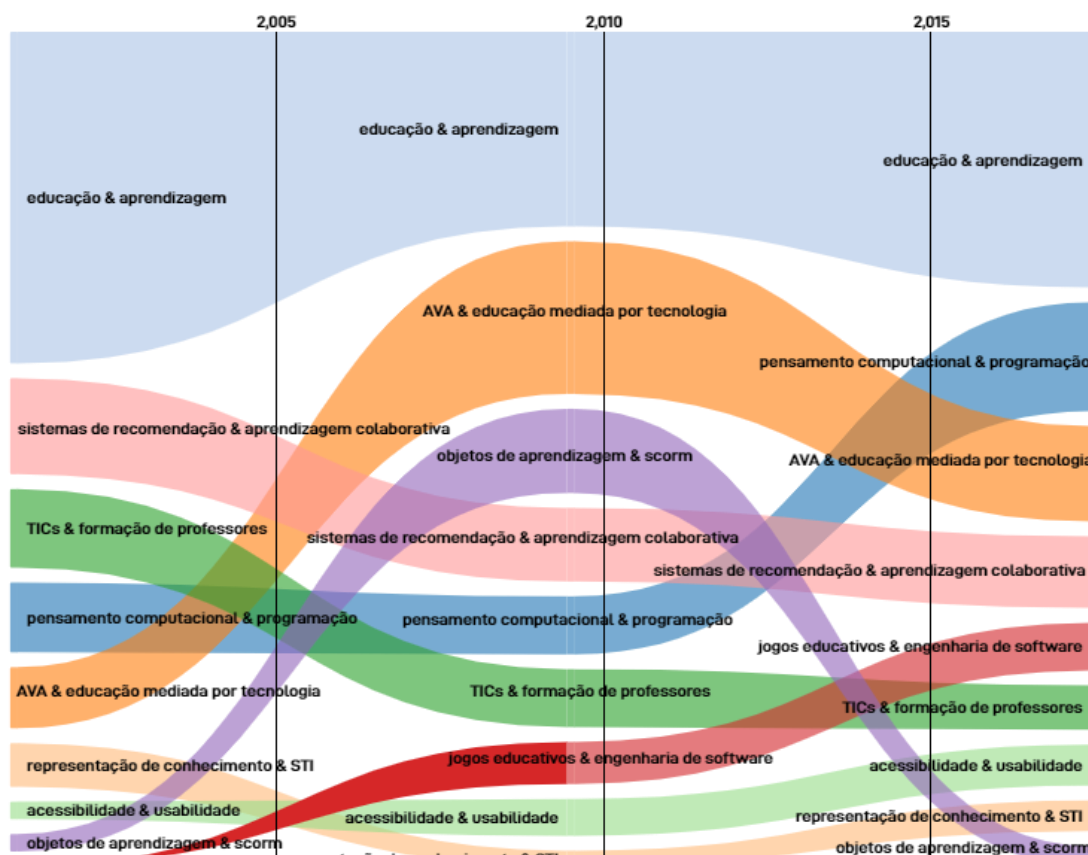 2,005 2,010 2,015
educação & aprendizagem
educação & aprendizagem
educação & aprendizagem
AVA & educação mediada por tecnologia
pensamento computacional & programação
sistemas de recomendação & aprendizagem colaborativa
objetos de aprendizagem & scorm
AVA & educação mediada por tecnologia
TICs & formação de professores
sistemas de recomendação & aprendizagem colaborativa
sistemas de recomendação & aprendizagem colaborativa
pensamento computacional & programação
pensamento computacional & programação
jogos educativos & engenharia de software
AVA & educação mediada por tecnologia
TICs & formação de professores
TICs & formação de professores
representação de conhecimento & STI
jogos educativos & engenharia de software
acessibilidade & usabilidade
acessibilidade & usabilidade
acessibilidade & usabilidade
representação de conhecimento & STI
objetos de aprendizagem & scorm
objetos de aprendizagem & scorm